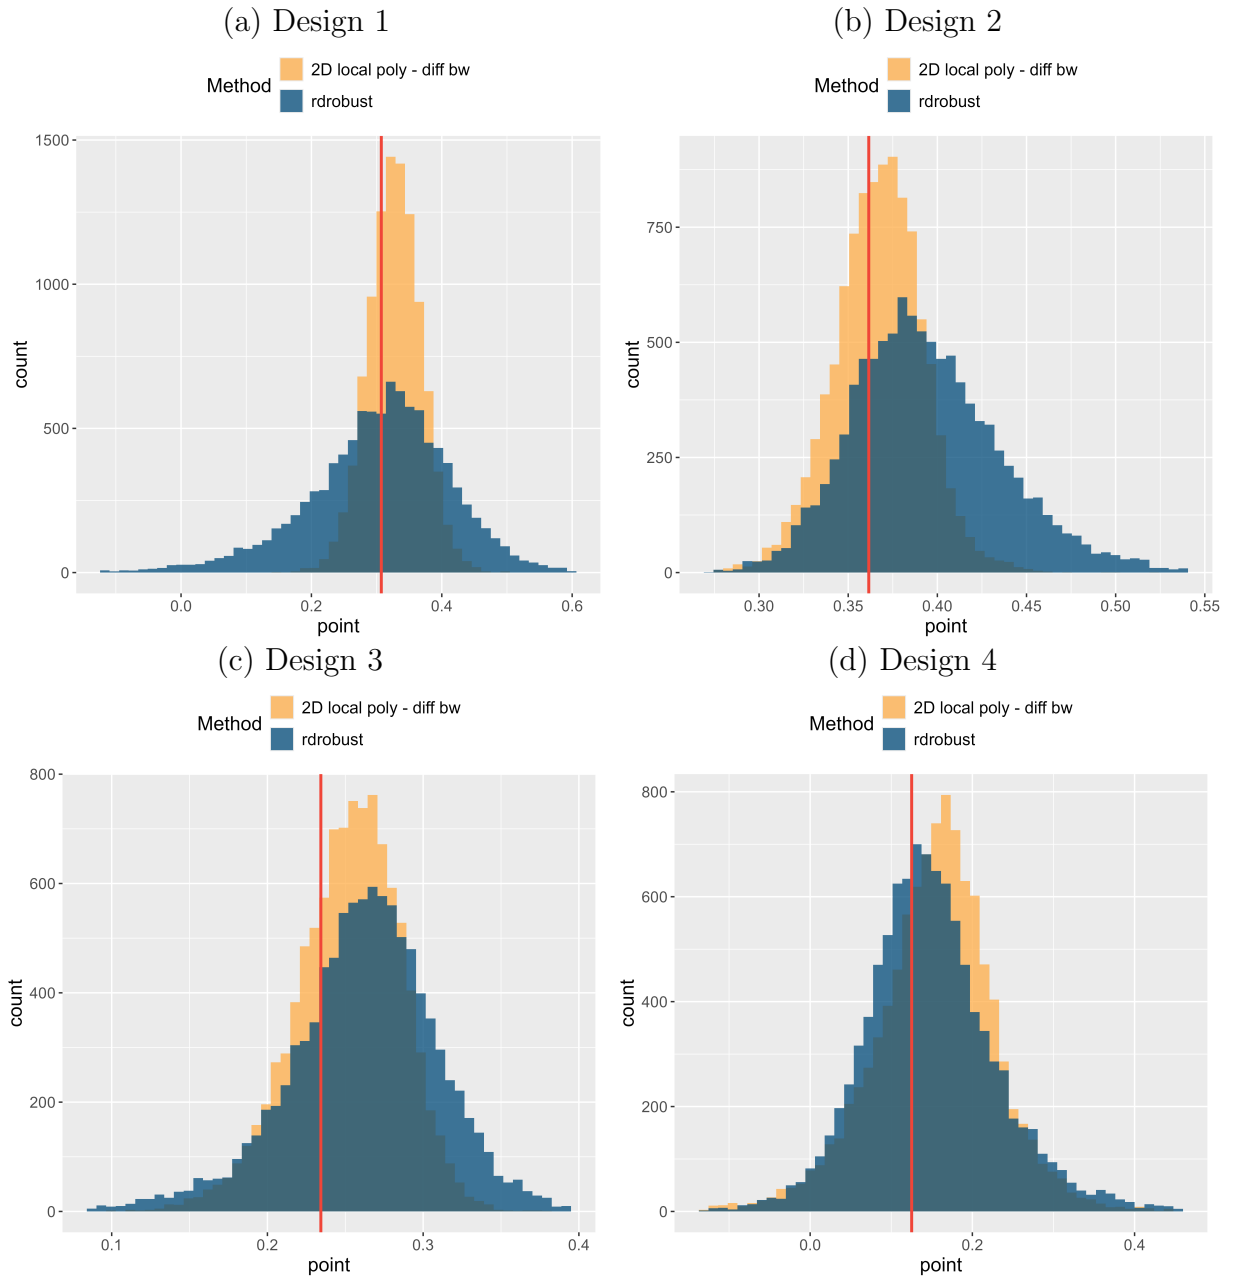 (a) Design 1
Method
2D local poly - diff bw
rdrobust
1500
1000
500
0
count
0.0 0.2 0.4 0.6
point
(b) Design 2
Method
2D local poly - diff bw
rdrobust
750
500
250
0
count
0.30 0.35 0.40 0.45 0.50 0.55
point
(c) Design 3
Method
2D local poly - diff bw
rdrobust
800
600
400
200
0
count
0.1 0.2 0.3 0.4
point
(d) Design 4
Method
2D local poly - diff bw
rdrobust
800
600
400
200
0
count
0.0 0.2 0.4
point